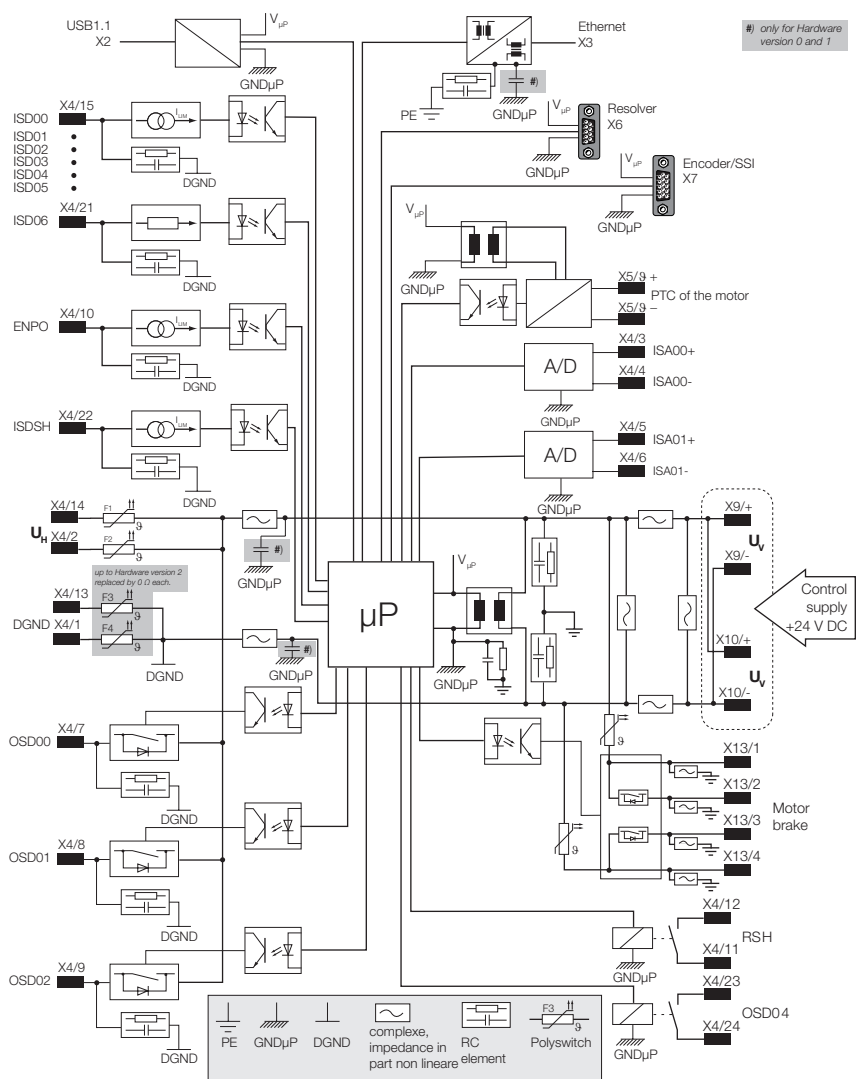 USB1.1
X2
VµP
GNDµP
Ethernet
X3
#)
PE
GNDµP
#) only for Hardware
version 0 and 1
ISD00
X4/15
ILIM
ISD01
ISD02
ISD03
ISD04
ISD05
DGND
VµP
Resolver
X6
GNDµP
VµP
Encoder/SSI
X7
GNDµP
ISD06
X4/21
DGND
VµP
GNDµP
X5/ϑ +
PTC of the motor
X5/ϑ –
ENPO
X4/10
ILIM
DGND
X4/3
ISA00+
A/D
X4/4
ISA00-
GNDµP
ISDSH
X4/22
ILIM
DGND
X4/5
ISA01+
A/D
X4/6
ISA01-
GNDµP
X4/14
F1
ϑ
UH
X4/2
F2
ϑ
#)
GNDµP
X9/+
UV
X9/-
up to Hardware version 2
replaced by 0 Ω each.
X4/13
F3
ϑ
DGND X4/1
F4
ϑ
DGND
#)
GNDµP
µP
VµP
GNDµP
Control
supply
+24 V DC
X10/+
UV
X10/-
OSD00
X4/7
DGND
ϑ
ϑ
X13/1
X13/2
Motor
brake
X13/3
X13/4
OSD01
X4/8
DGND
X4/12
RSH
X4/11
GNDµP
OSD02
X4/9
DGND
X4/23
OSD04
X4/24
GNDµP
PE
GNDµP
DGND
complexe,
impedance in
part non lineare
RC
element
F3
ϑ
Polyswitch